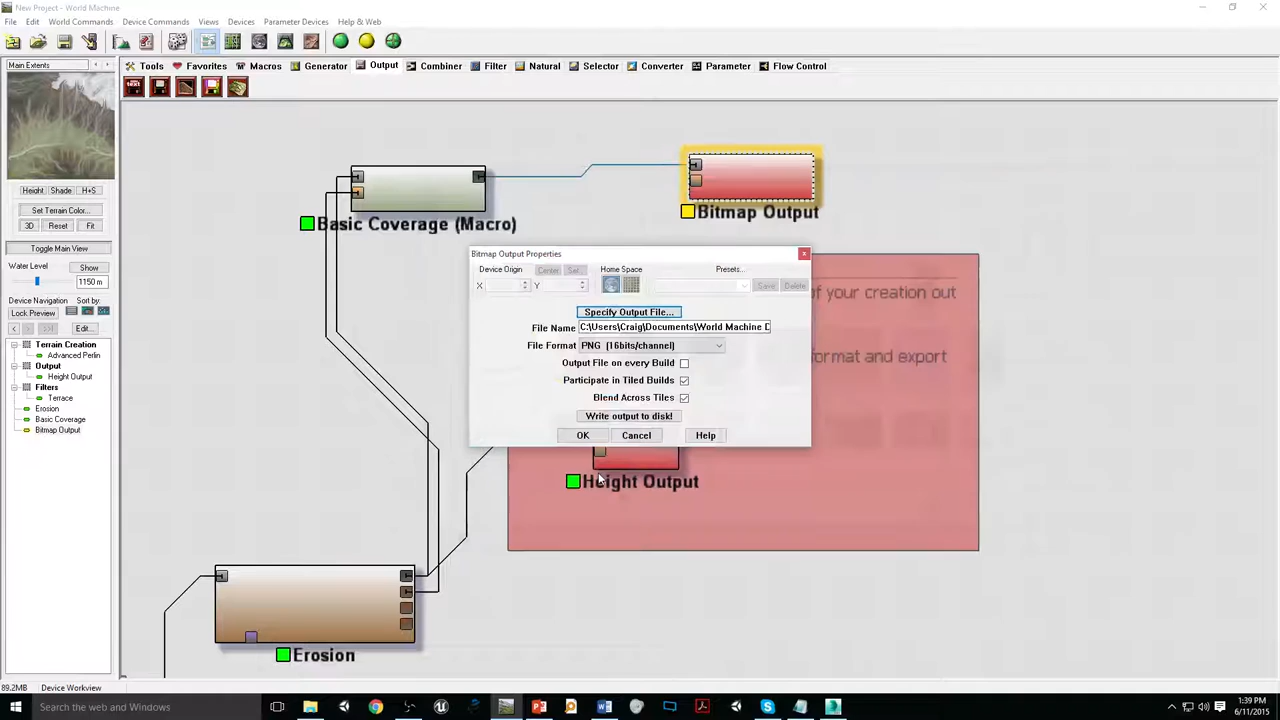 New Project - World Machine
File Edit World Commands Device Commands Views Devices Parameter Devices Help & Web
Main Extents
Tools Favorites Macros Generator Output Combiner Filter Natural Selector Converter Parameter Flow Control
Height Shade H+S
Set Terrain Color...
3D Reset Fit
Toggle Main View
Water Level Show
1150 m
Device Navigation Sort by:
Lock Preview
Edit...
Terrain Creation
Advanced Perlin
Output
Height Output
Filters
Terrace
Erosion
Basic Coverage
Bitmap Output
Basic Coverage (Macro)
Bitmap Output
of your creation out
format and export
Bitmap Output Properties
Device Origin Center Set... Home Space Presets...
X Y Save Delete
Specify Output File...
File Name C:\Users\Craig\Documents\World Machine D
File Format PNG (16bits/channel)
Output File on every Build
Participate in Tiled Builds
Blend Across Tiles
Write output to disk!
OK Cancel Help
Height Output
Erosion
89.2MB Device Workview
Search the web and Windows
1:39 PM
6/11/2015